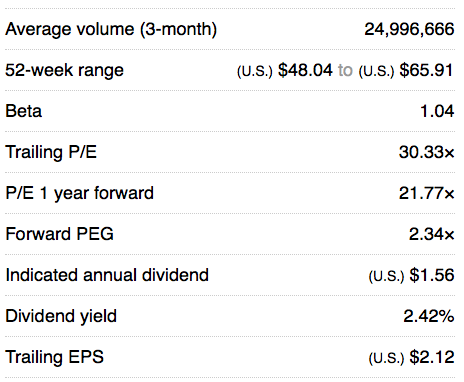 Average volume (3-month) 24,996,666
52-week range (U.S.) $48.04 to (U.S.) $65.91
Beta 1.04
Trailing P/E 30.33×
P/E 1 year forward 21.77×
Forward PEG 2.34×
Indicated annual dividend (U.S.) $1.56
Dividend yield 2.42%
Trailing EPS (U.S.) $2.12